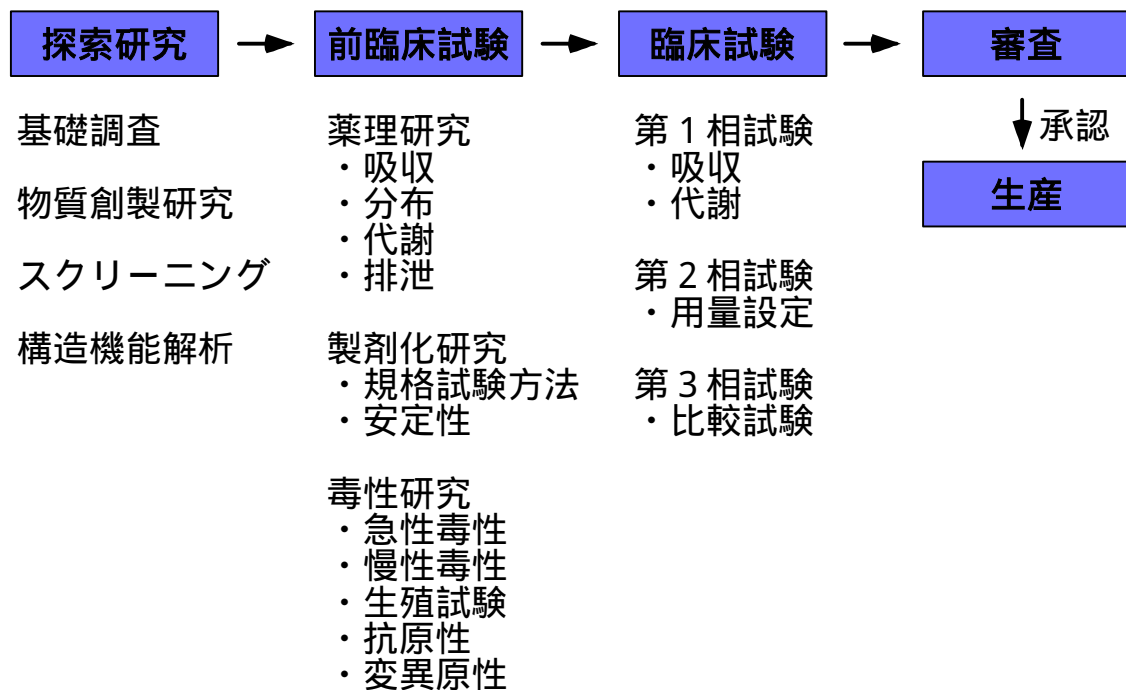 探索研究
前臨床試験
臨床試験
審査
承認
生産
基礎調査
物質創製研究
スクリーニング
構造機能解析
薬理研究
・吸収
・分布
・代謝
・排泄
製剤化研究
・規格試験方法
・安定性
毒性研究
・急性毒性
・慢性毒性
・生殖試験
・抗原性
・変異原性
第1相試験
・吸収
・代謝
第2相試験
・用量設定
第3相試験
・比較試験